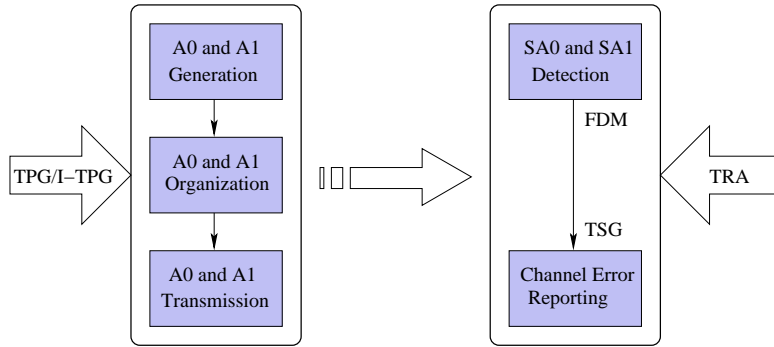 TPG/I–TPG
A0 and A1
Generation
A0 and A1
Organization
A0 and A1
Transmission
SA0 and SA1
Detection
FDM
TSG
Channel Error
Reporting
TRA